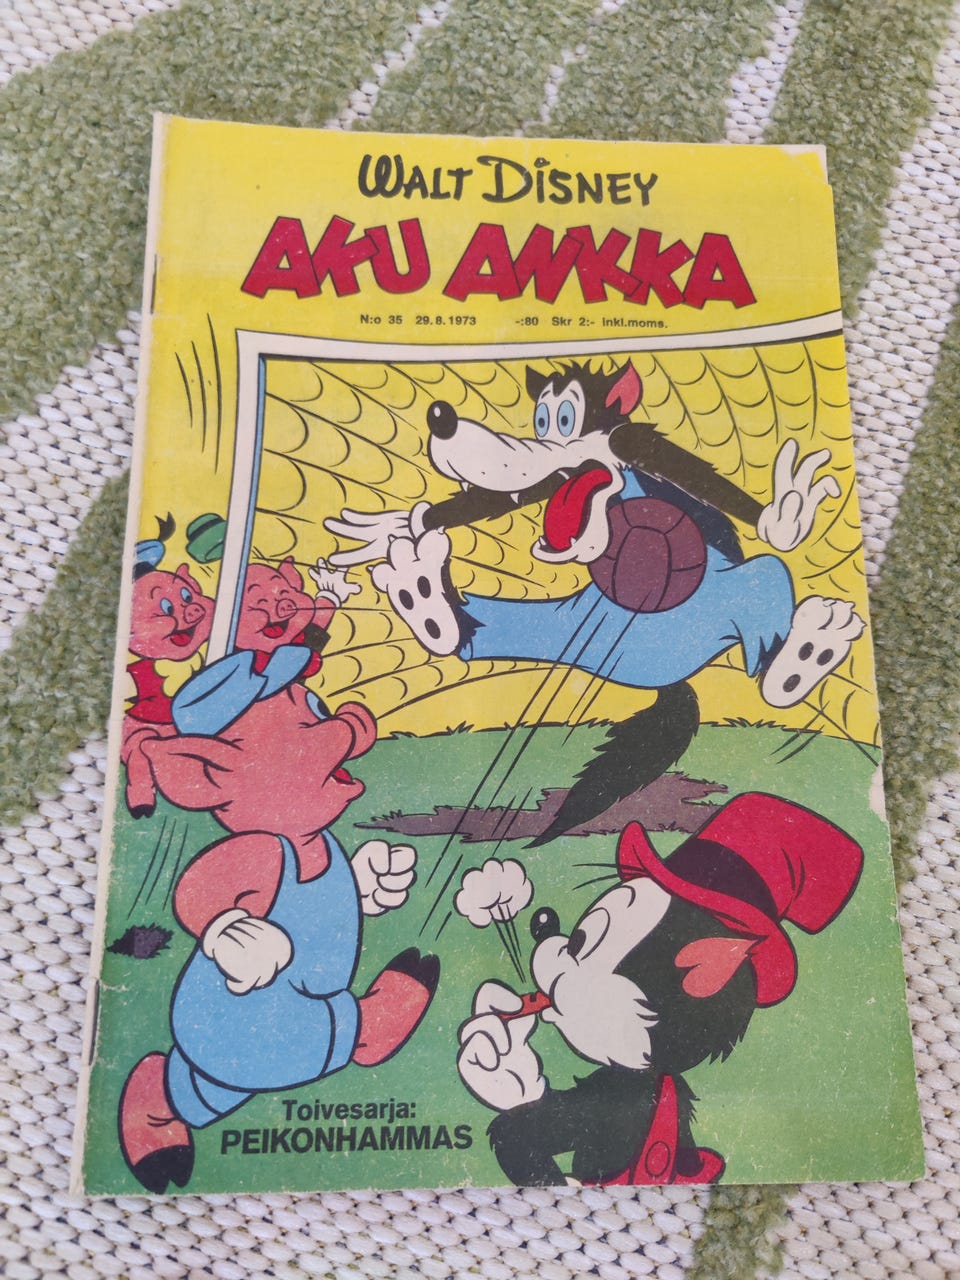 WALT DISNEY
AKU ANKKA
N:o 35 29.8.1973 -:80 Skr 2:- Inkl.moms.
Toivesarja:
PEIKONHAMMAS